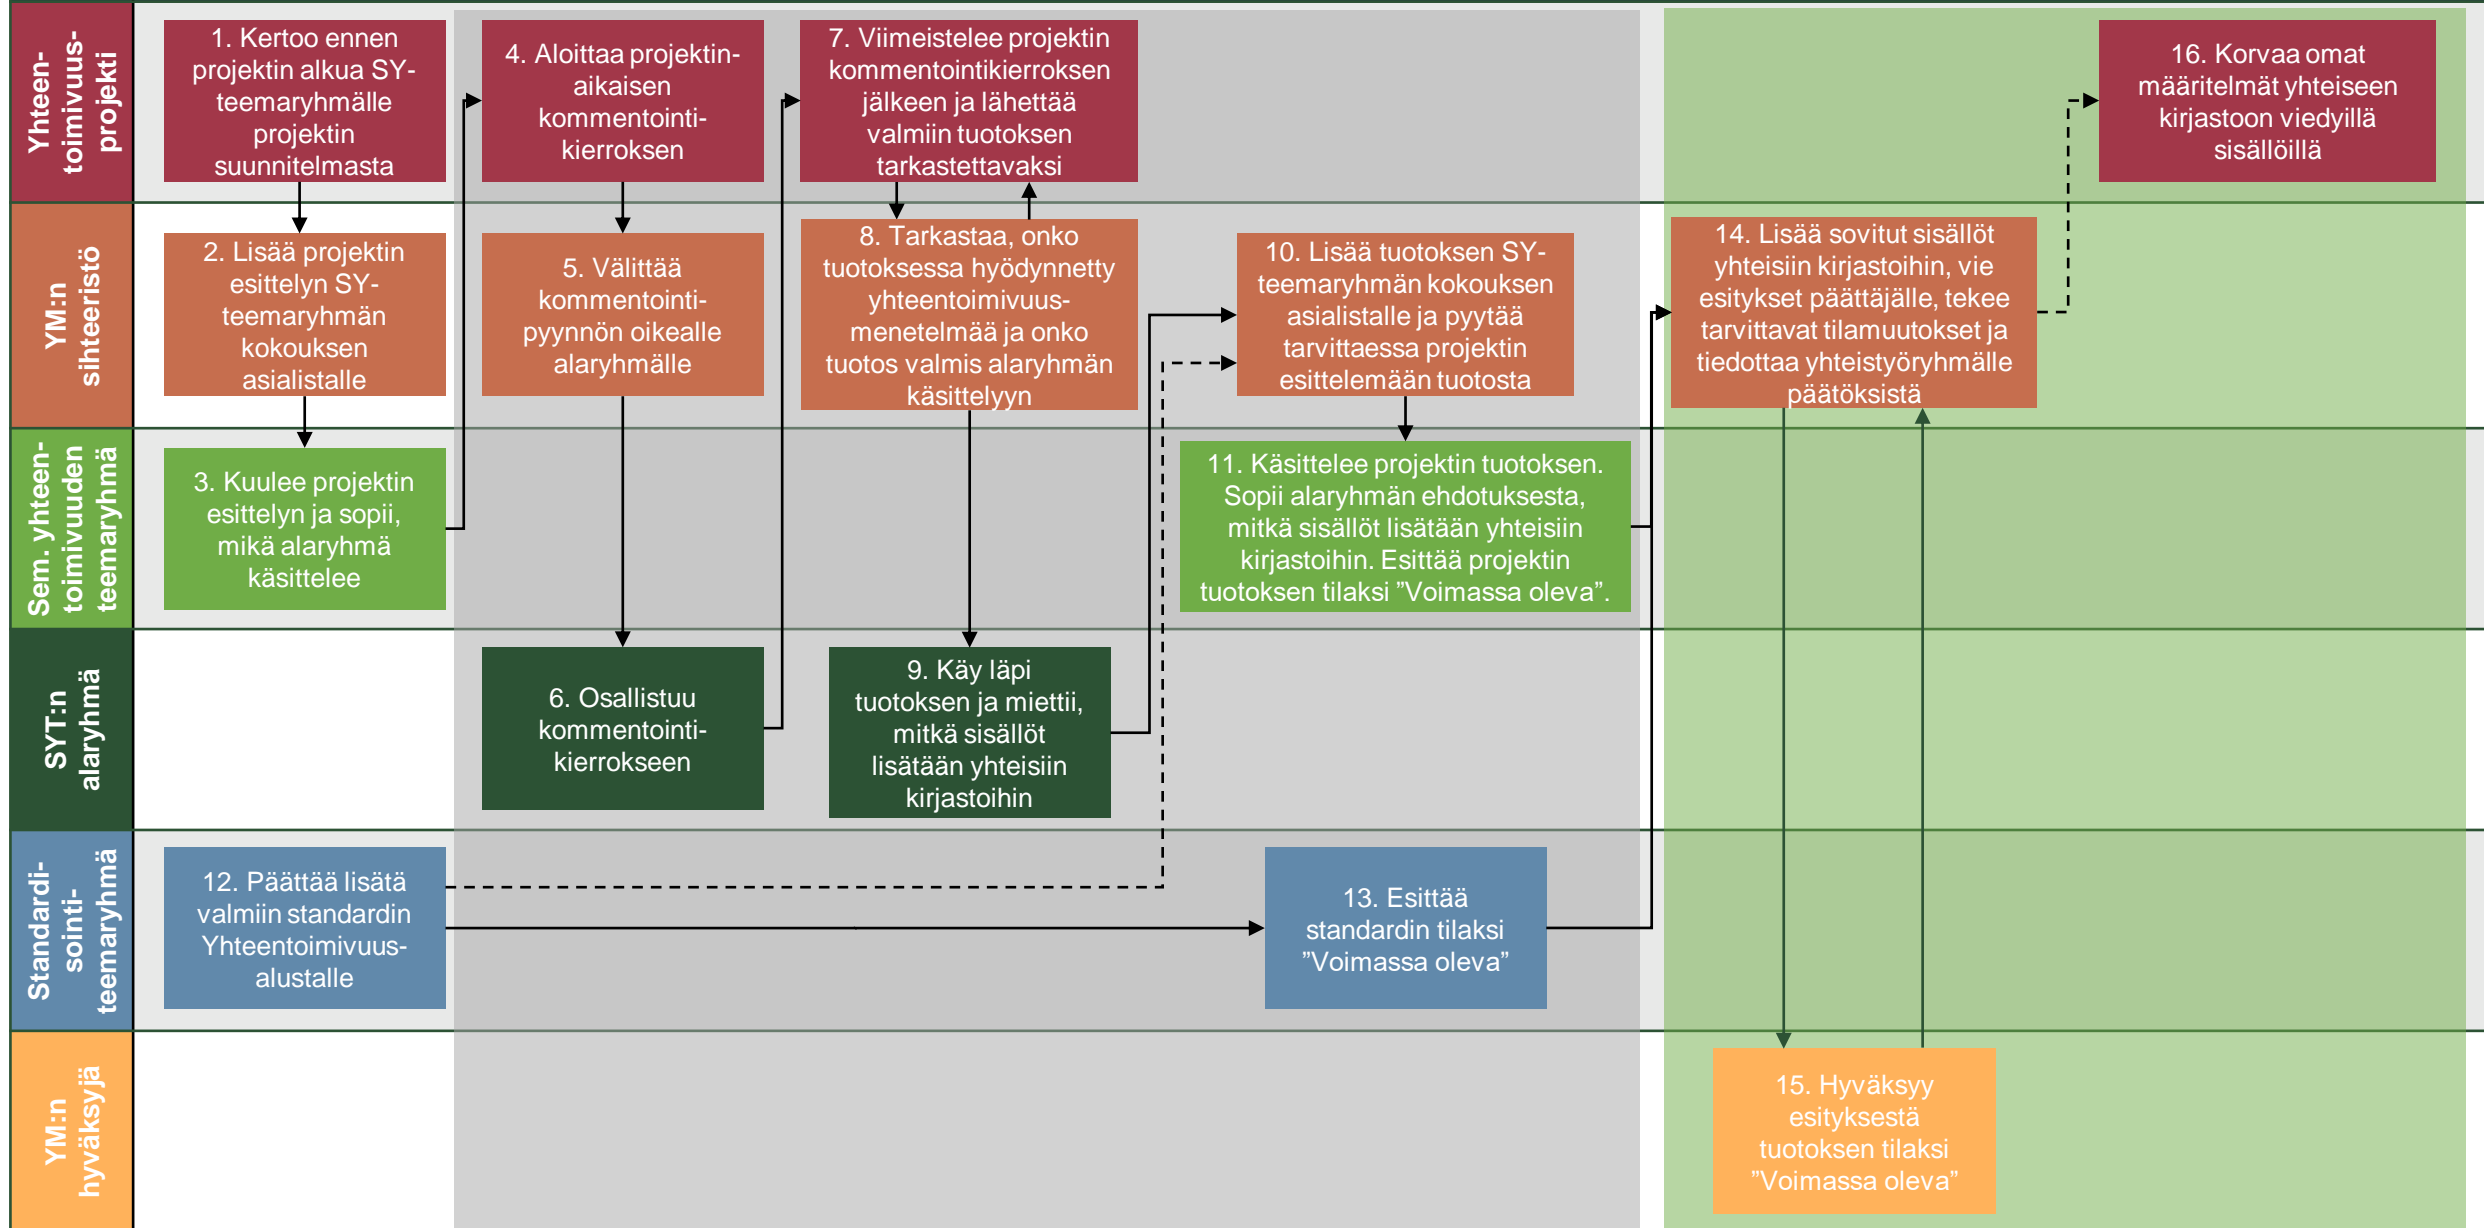 Yhteen-
toimivuus-
projekti
1. Kertoo ennen
projektin alkua SY-
teemaryhmälle
projektin
suunnitelmasta
4. Aloittaa projektin-
aikaisen
kommentointi-
kierroksen
7. Viimeistelee projektin
kommentointikierroksen
jälkeen ja lähettää
valmiin tuotoksen
tarkastettavaksi
16. Korvaa omat
määritelmät yhteiseen
kirjastoon viedyillä
sisällöillä
YM:n
sihteeristö
2. Lisää projektin
esittelyn SY-
teemaryhmän
kokouksen
asialistalle
5. Välittää
kommentointi-
pyynnön oikealle
alaryhmälle
8. Tarkastaa, onko
tuotoksessa hyödynnetty
yhteentoimivuus-
menetelmää ja onko
tuotos valmis alaryhmän
käsittelyyn
10. Lisää tuotoksen SY-
teemaryhmän kokouksen
asialistalle ja pyytää
tarvittaessa projektin
esittelemään tuotosta
14. Lisää sovitut sisällöt
yhteisiin kirjastoihin, vie
esitykset päättäjälle, tekee
tarvittavat tilamuutokset ja
tiedottaa yhteistyöryhmälle
päätöksistä
Sem. yhteen-
toimivuuden
teemaryhmä
3. Kuulee projektin
esittelyn ja sopii,
mikä alaryhmä
käsittelee
11. Käsittelee projektin tuotoksen.
Sopii alaryhmän ehdotuksesta,
mitkä sisällöt lisätään yhteisiin
kirjastoihin. Esittää projektin
tuotoksen tilaksi ”Voimassa oleva”.
SYT:n
alaryhmä
6. Osallistuu
kommentointi-
kierrokseen
9. Käy läpi
tuotoksen ja miettii,
mitkä sisällöt
lisätään yhteisiin
kirjastoihin
Standardi-
sointi-
teemaryhmä
12. Päättää lisätä
valmiin standardin
Yhteentoimivuus-
alustalle
13. Esittää
standardin tilaksi
”Voimassa oleva”
YM:n
hyväksyjä
15. Hyväksyy
esityksestä
tuotoksen tilaksi
”Voimassa oleva”